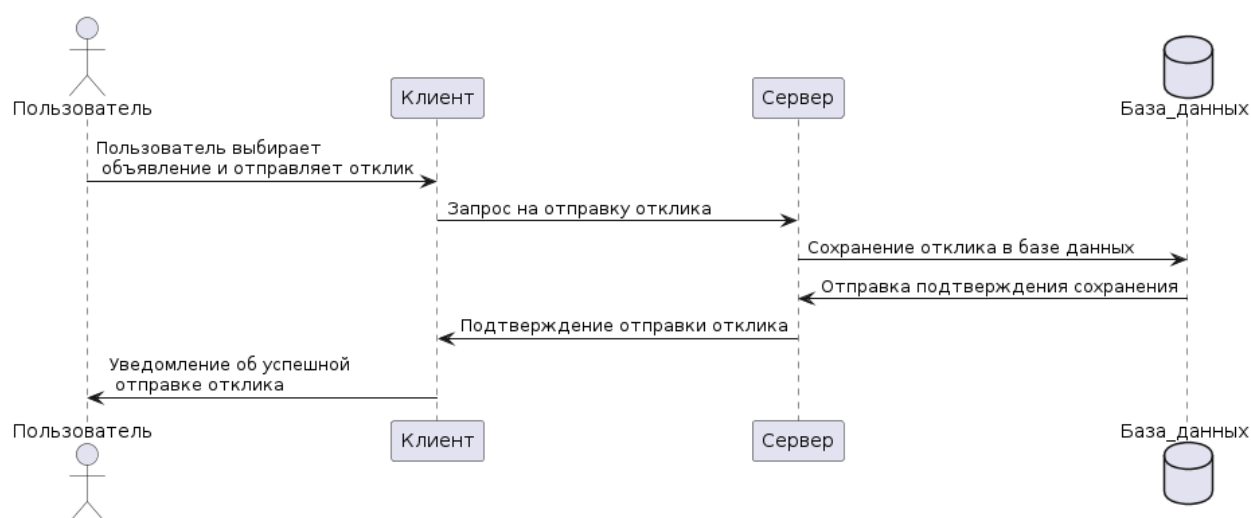 Пользователь
Клиент
Сервер
База_данных
Пользователь выбирает
объявление и отправляет отклик
Запрос на отправку отклика
Сохранение отклика в базе данных
Отправка подтверждения сохранения
Подтверждение отправки отклика
Уведомление об успешной
отправке отклика
Пользователь
Клиент
Сервер
База_данных